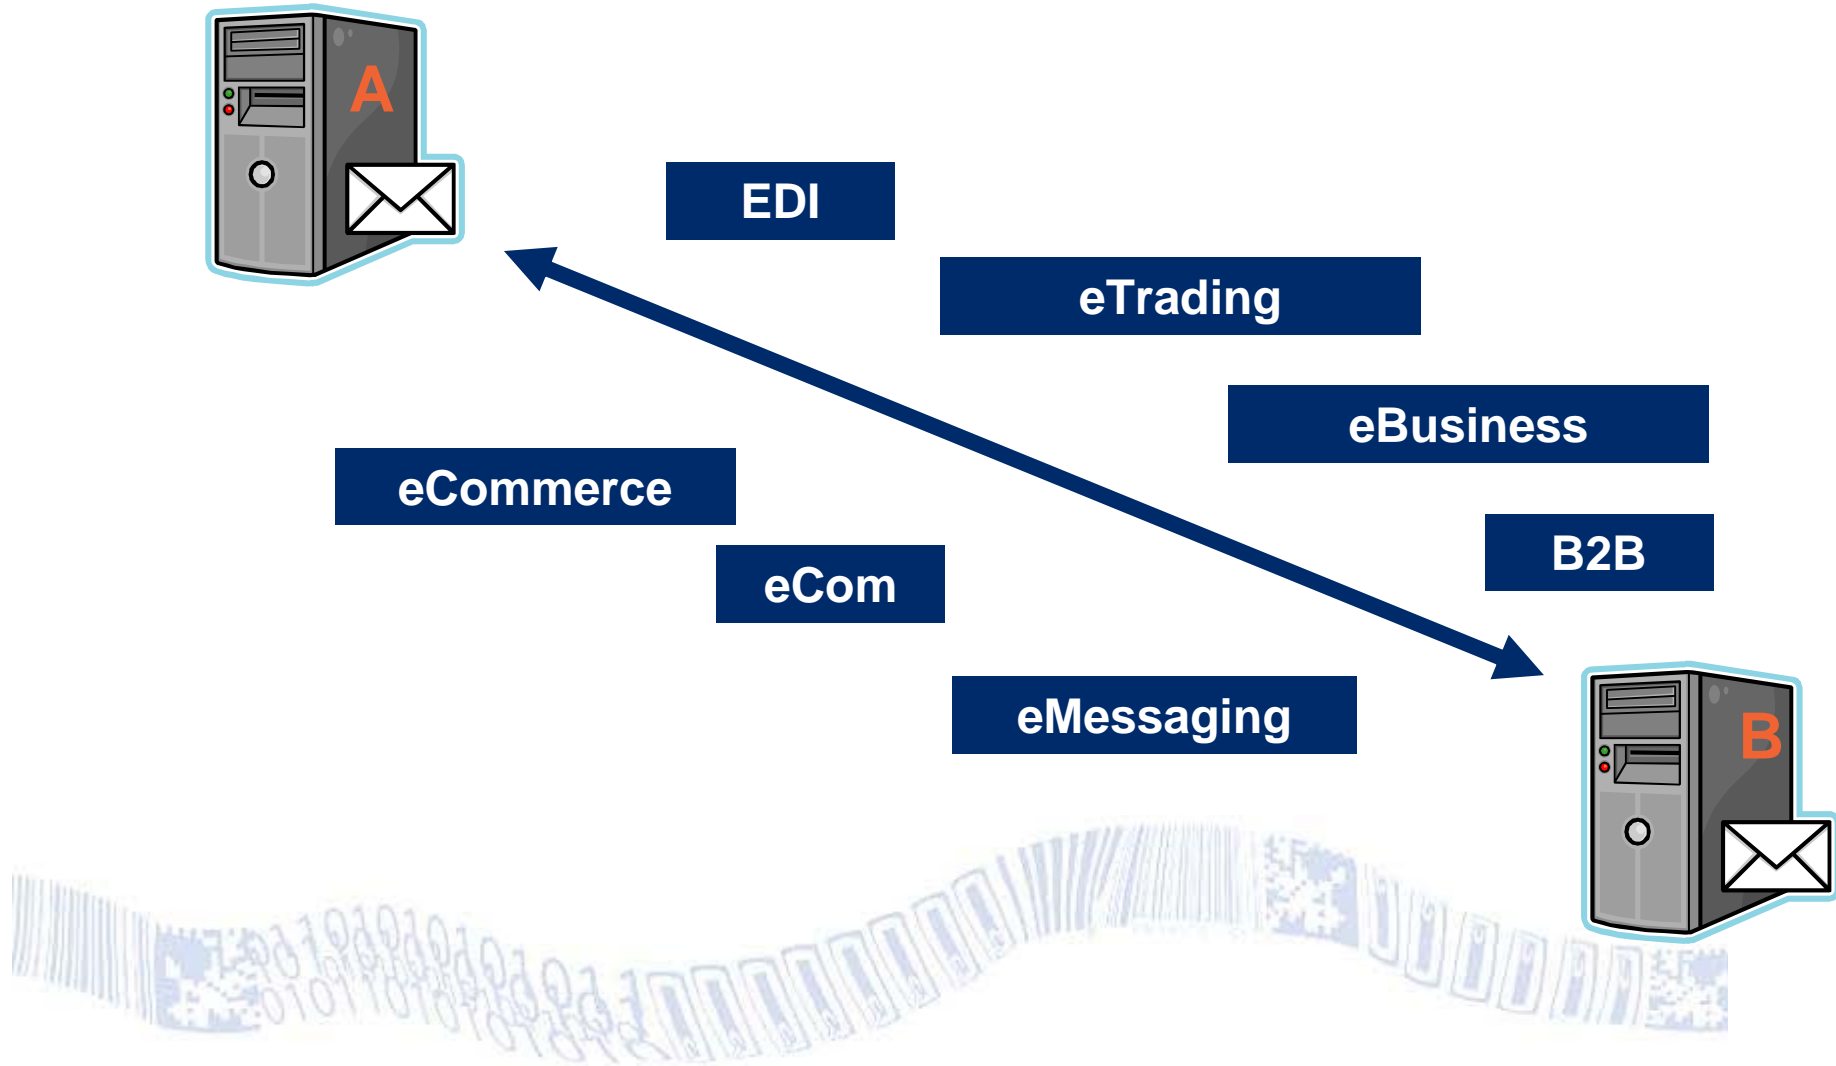 A
EDI
eTrading
eBusiness
eCommerce
B2B
eCom
eMessaging
B